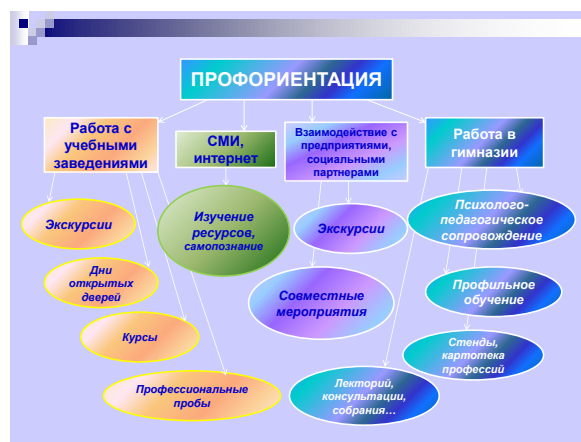 ПРОФОРИЕНТАЦИЯ
Работа с
учебными
заведениями
СМИ,
интернет
Взаимодействие с
предприятиями,
социальными
партнерами
Работа в
гимназии
Экскурсии
Дни
открытых
дверей
Курсы
Профессиональные
пробы
Изучение
ресурсов,
самопознание
Экскурсии
Совместные
мероприятия
Психолого-
педагогическое
сопровождение
Профильное
обучение
Стенды,
картотека
профессий
Лекторий,
консультации,
собрания…